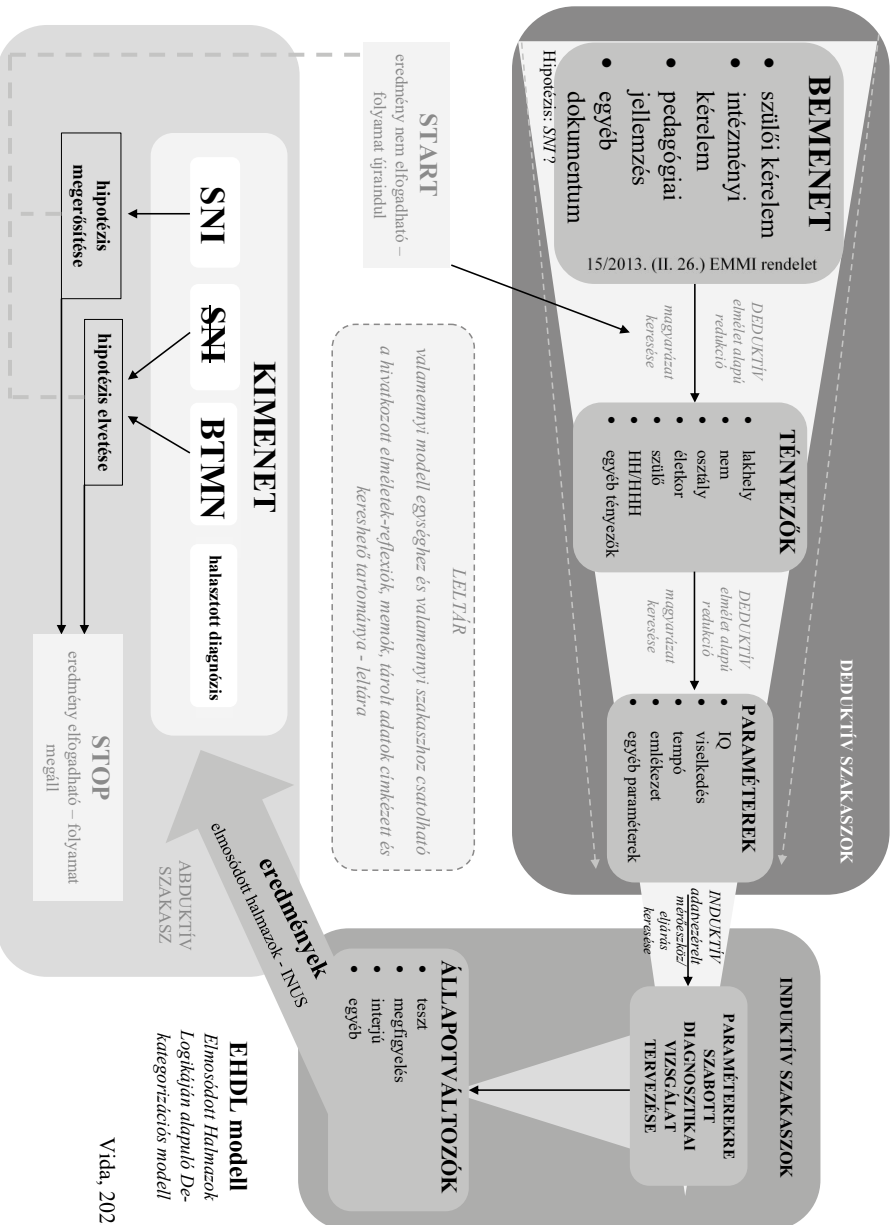 DEDUKTÍV SZAKASZOK
BEMENET
• szülői kérelem
• intézményi
kérelem
• pedagógiai
jellemzés
• egyéb
dokumentum
Hipotézis: SNI ?
15/2013. (II. 26.) EMMI rendelet
DEDUKTÍV
elmélet alapú
redukció
magyarázat
keresése
TÉNYEZŐK
• lakhely
• nem
• osztály
• életkor
• szülő
• HH/HHH
• egyéb tényezők
DEDUKTÍV
elmélet alapú
redukció
magyarázat
keresése
PARAMÉTEREK
• IQ
• viselkedés
• tempó
• emlékezet
• egyéb paraméterek
INDUKTÍV
adatvezérelt
mérőeszköz/
eljárás
keresése
INDUKTÍV SZAKASZOK
PARAMÉTEREKRE
SZABOTT
DIAGNOSZTIKAI
VIZSGÁLAT
TERVEZÉSE
ÁLLAPOTVÁLTOZÓK
• teszt
• megfigyelés
• interjú
• egyéb
eredmények
elmosódott halmazok - INUS
START
eredmény nem elfogadható –
folyamat újraindul
LELTÁR
valamennyi modell egységhez és valamennyi szakaszhoz csatolható
a hivatkozott elméletek-reflexiók, memók, tárolt adatok címkézett és
kereshető tartománya - leltára
KIMENET
SNI
SNI
BTMN
halasztott diagnózis
hipotézis
megerősítése
hipotézis elvetése
STOP
eredmény elfogadható – folyamat
megáll
ABDUKTÍV
SZAKASZ
EHDL modell
Elmosódott Halmazok
Logikáján alapuló De-
kategorizációs modell
Vida, 202